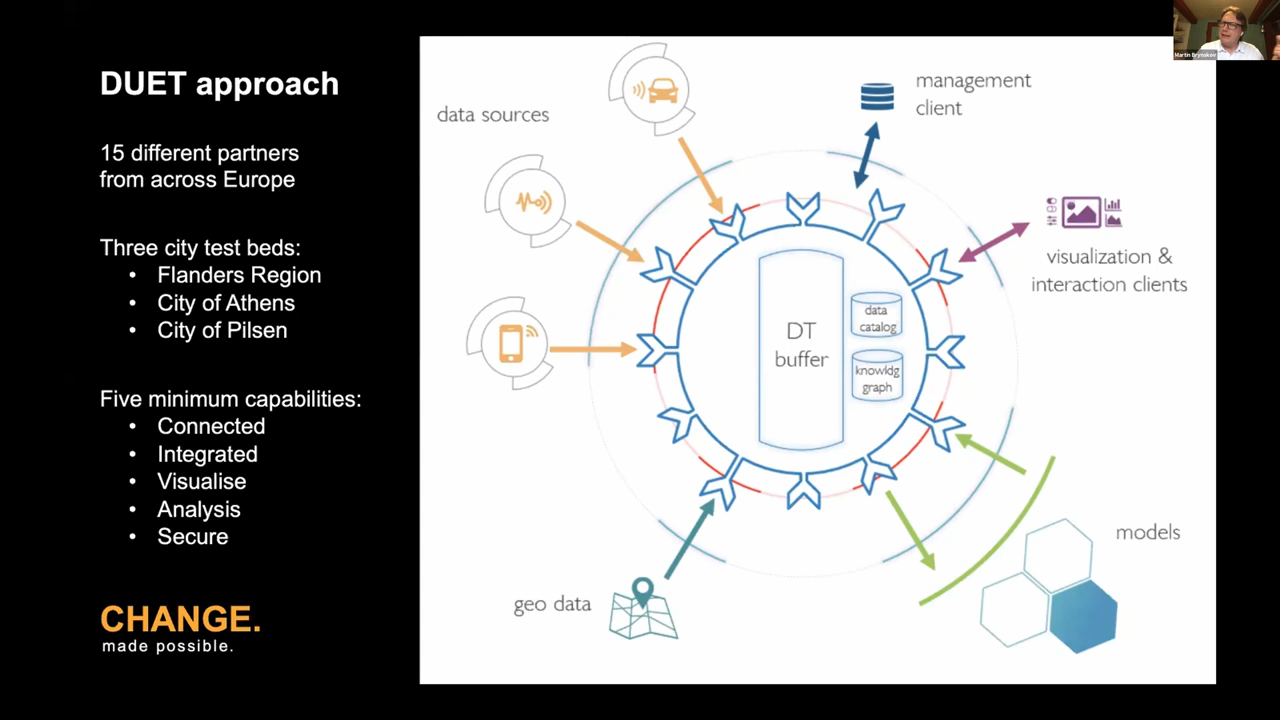 DUET approach
15 different partners
from across Europe
Three city test beds:
• Flanders Region
• City of Athens
• City of Pilsen
Five minimum capabilities:
• Connected
• Integrated
• Visualise
• Analysis
• Secure
CHANGE.
made possible.
data sources
management
client
visualization &
interaction clients
DT
buffer
data
catalog
knowldg
graph
models
geo data
Martin Brynskov